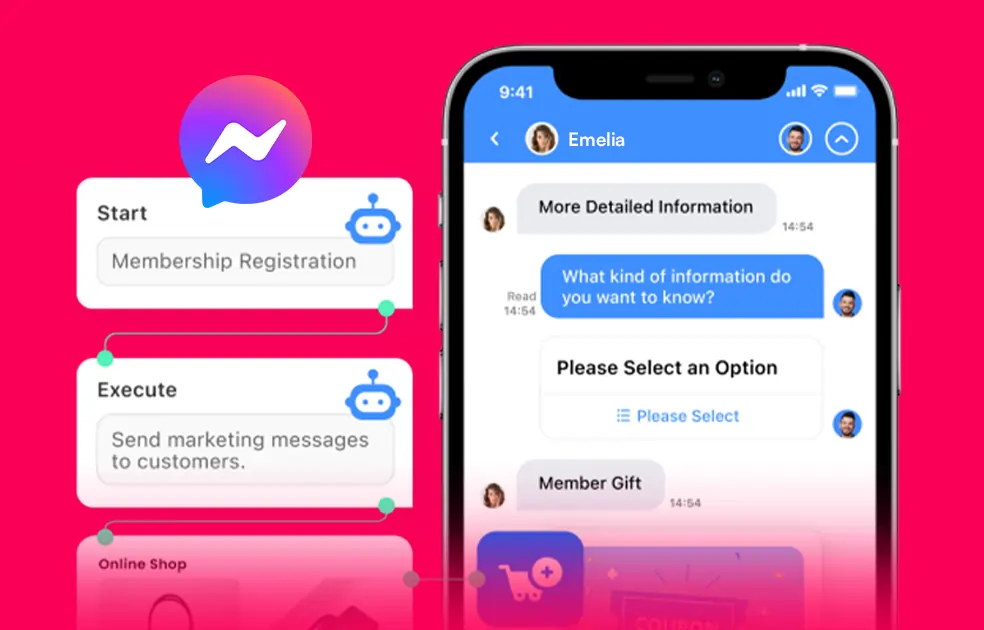 Start
Membership Registration
Execute
Send marketing messages
to customers.
Online Shop
9:41
Emelia
More Detailed Information
14:54
What kind of information do
you want to know?
Read
14:54
Please Select an Option
Please Select
Member Gift
14:54
COUPON